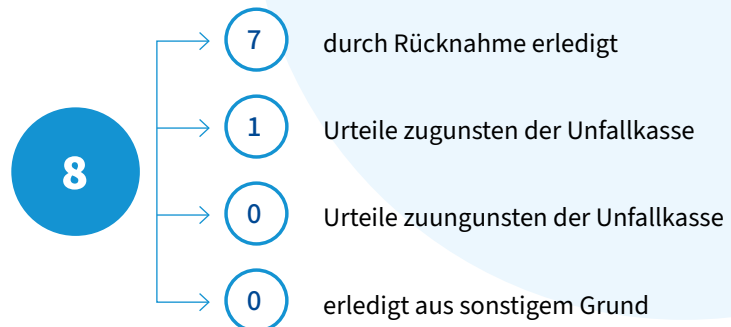 8
7 durch Rücknahme erledigt
1 Urteile zugunsten der Unfallkasse
0 Urteile zuungunsten der Unfallkasse
0 erledigt aus sonstigem Grund